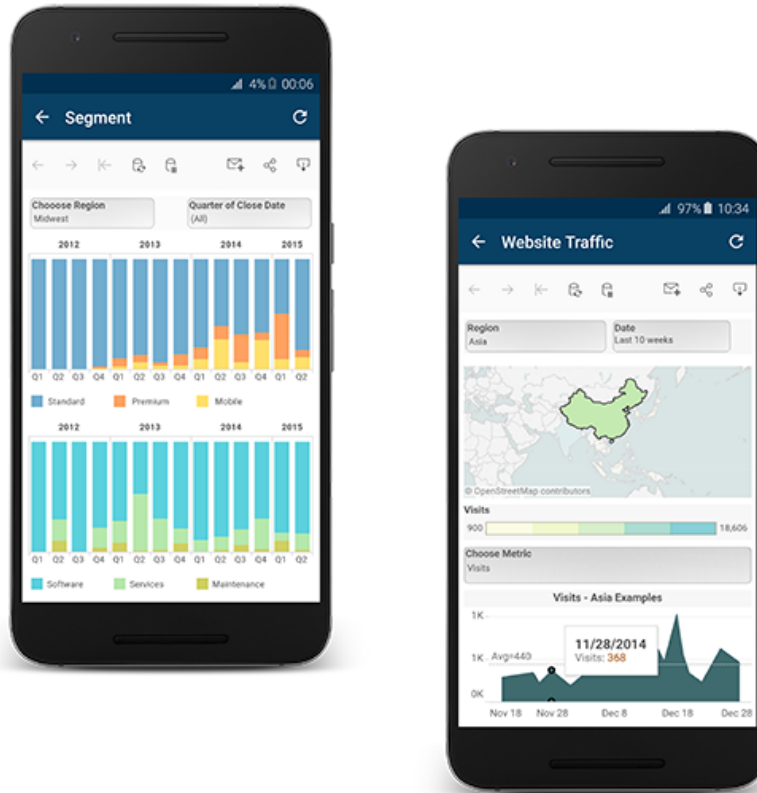 4% 00:06
Segment
Chooose Region
Midwest
Quarter of Close Date
(All)
2012 2013 2014 2015
Q1 Q2 Q3 Q4 Q1 Q2 Q3 Q4 Q1 Q2 Q3 Q4 Q1 Q2
Standard Premium Mobile
2012 2013 2014 2015
Q1 Q2 Q3 Q4 Q1 Q2 Q3 Q4 Q1 Q2 Q3 Q4 Q1 Q2
Software Services Maintenance
97% 10:34
Website Traffic
Region
Asia
Date
Last 10 weeks
© OpenStreetMap contributors
Visits
900 18,606
Choose Metric
Visits
Visits - Asia Examples
1K
11/28/2014
Visits: 368
1K Avg=440
0K
Nov 18 Nov 28 Dec 8 Dec 18 Dec 28